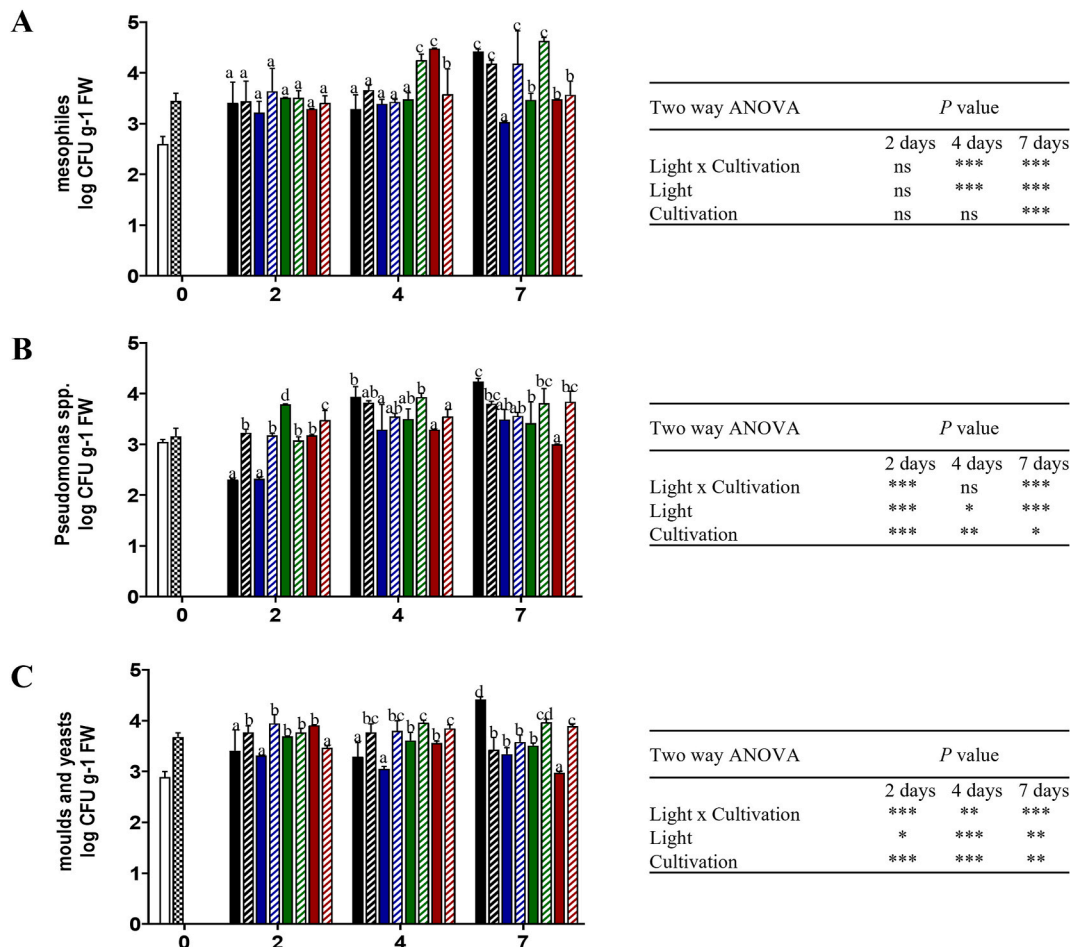 A
mesophiles
log CFU g-1 FW
5
4
3
2
1
0
a a a a a a a a
a a a a a c c b
c c a c b c b b
0 2 4 7
Two way ANOVA P value
2 days 4 days 7 days
Light x Cultivation ns *** ***
Light ns *** ***
Cultivation ns ns ***
B
Pseudomonas spp.
log CFU g-1 FW
5
4
3
2
1
0
a b a b d b b c
b ab a ab ab b a a
c bc ab ab b bc a bc
0 2 4 7
Two way ANOVA P value
2 days 4 days 7 days
Light x Cultivation *** ns ***
Light *** * ***
Cultivation *** ** *
C
moulds and yeasts
log CFU g-1 FW
5
4
3
2
1
0
a b a b b b b a
a bc a bc b c b c
d b b b b cd a c
0 2 4 7
Two way ANOVA P value
2 days 4 days 7 days
Light x Cultivation *** ** ***
Light * *** **
Cultivation *** *** **